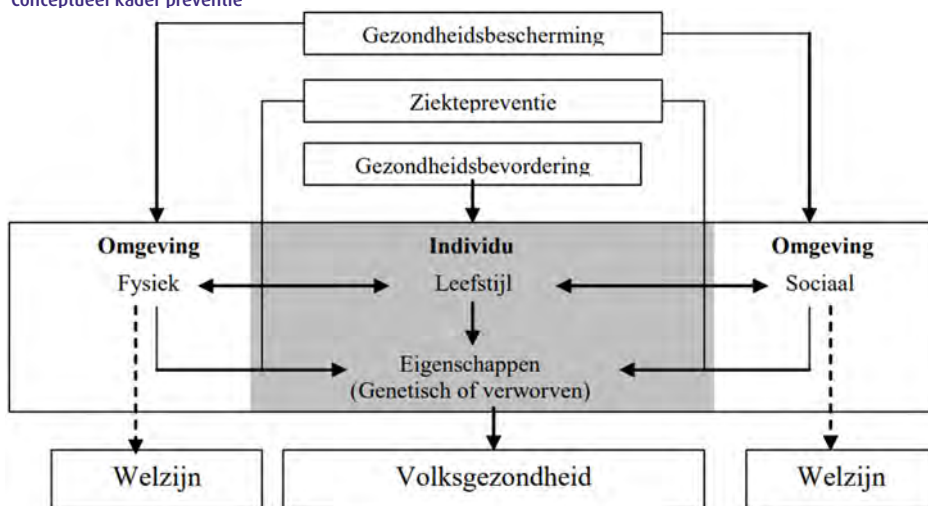 Conceptueel kader preventie
Gezondheidsbescherming
Ziektepreventie
Gezondheidsbevordering
Omgeving Individu Omgeving
Fysiek Leefstijl Sociaal
Eigenschappen
(Genetisch of verworven)
Welzijn Volksgezondheid Welzijn